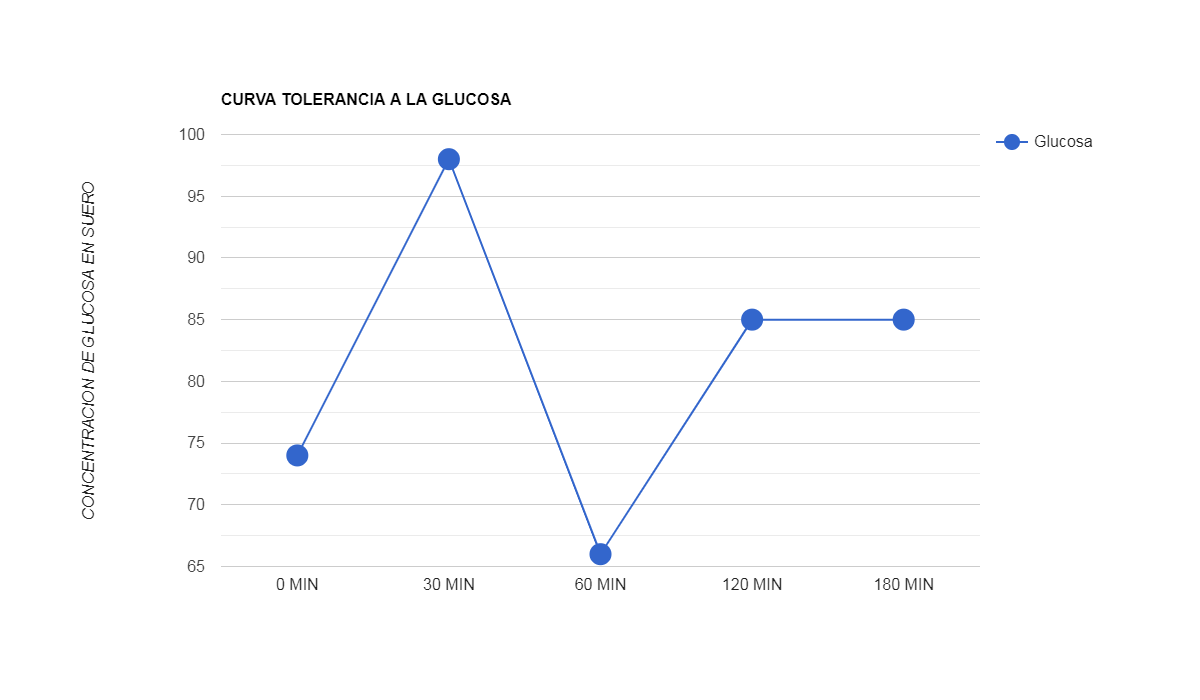 CURVA TOLERANCIA A LA GLUCOSA
Glucosa
CONCENTRACION DE GLUCOSA EN SUERO
100
95
90
85
80
75
70
65
0 MIN
30 MIN
60 MIN
120 MIN
180 MIN